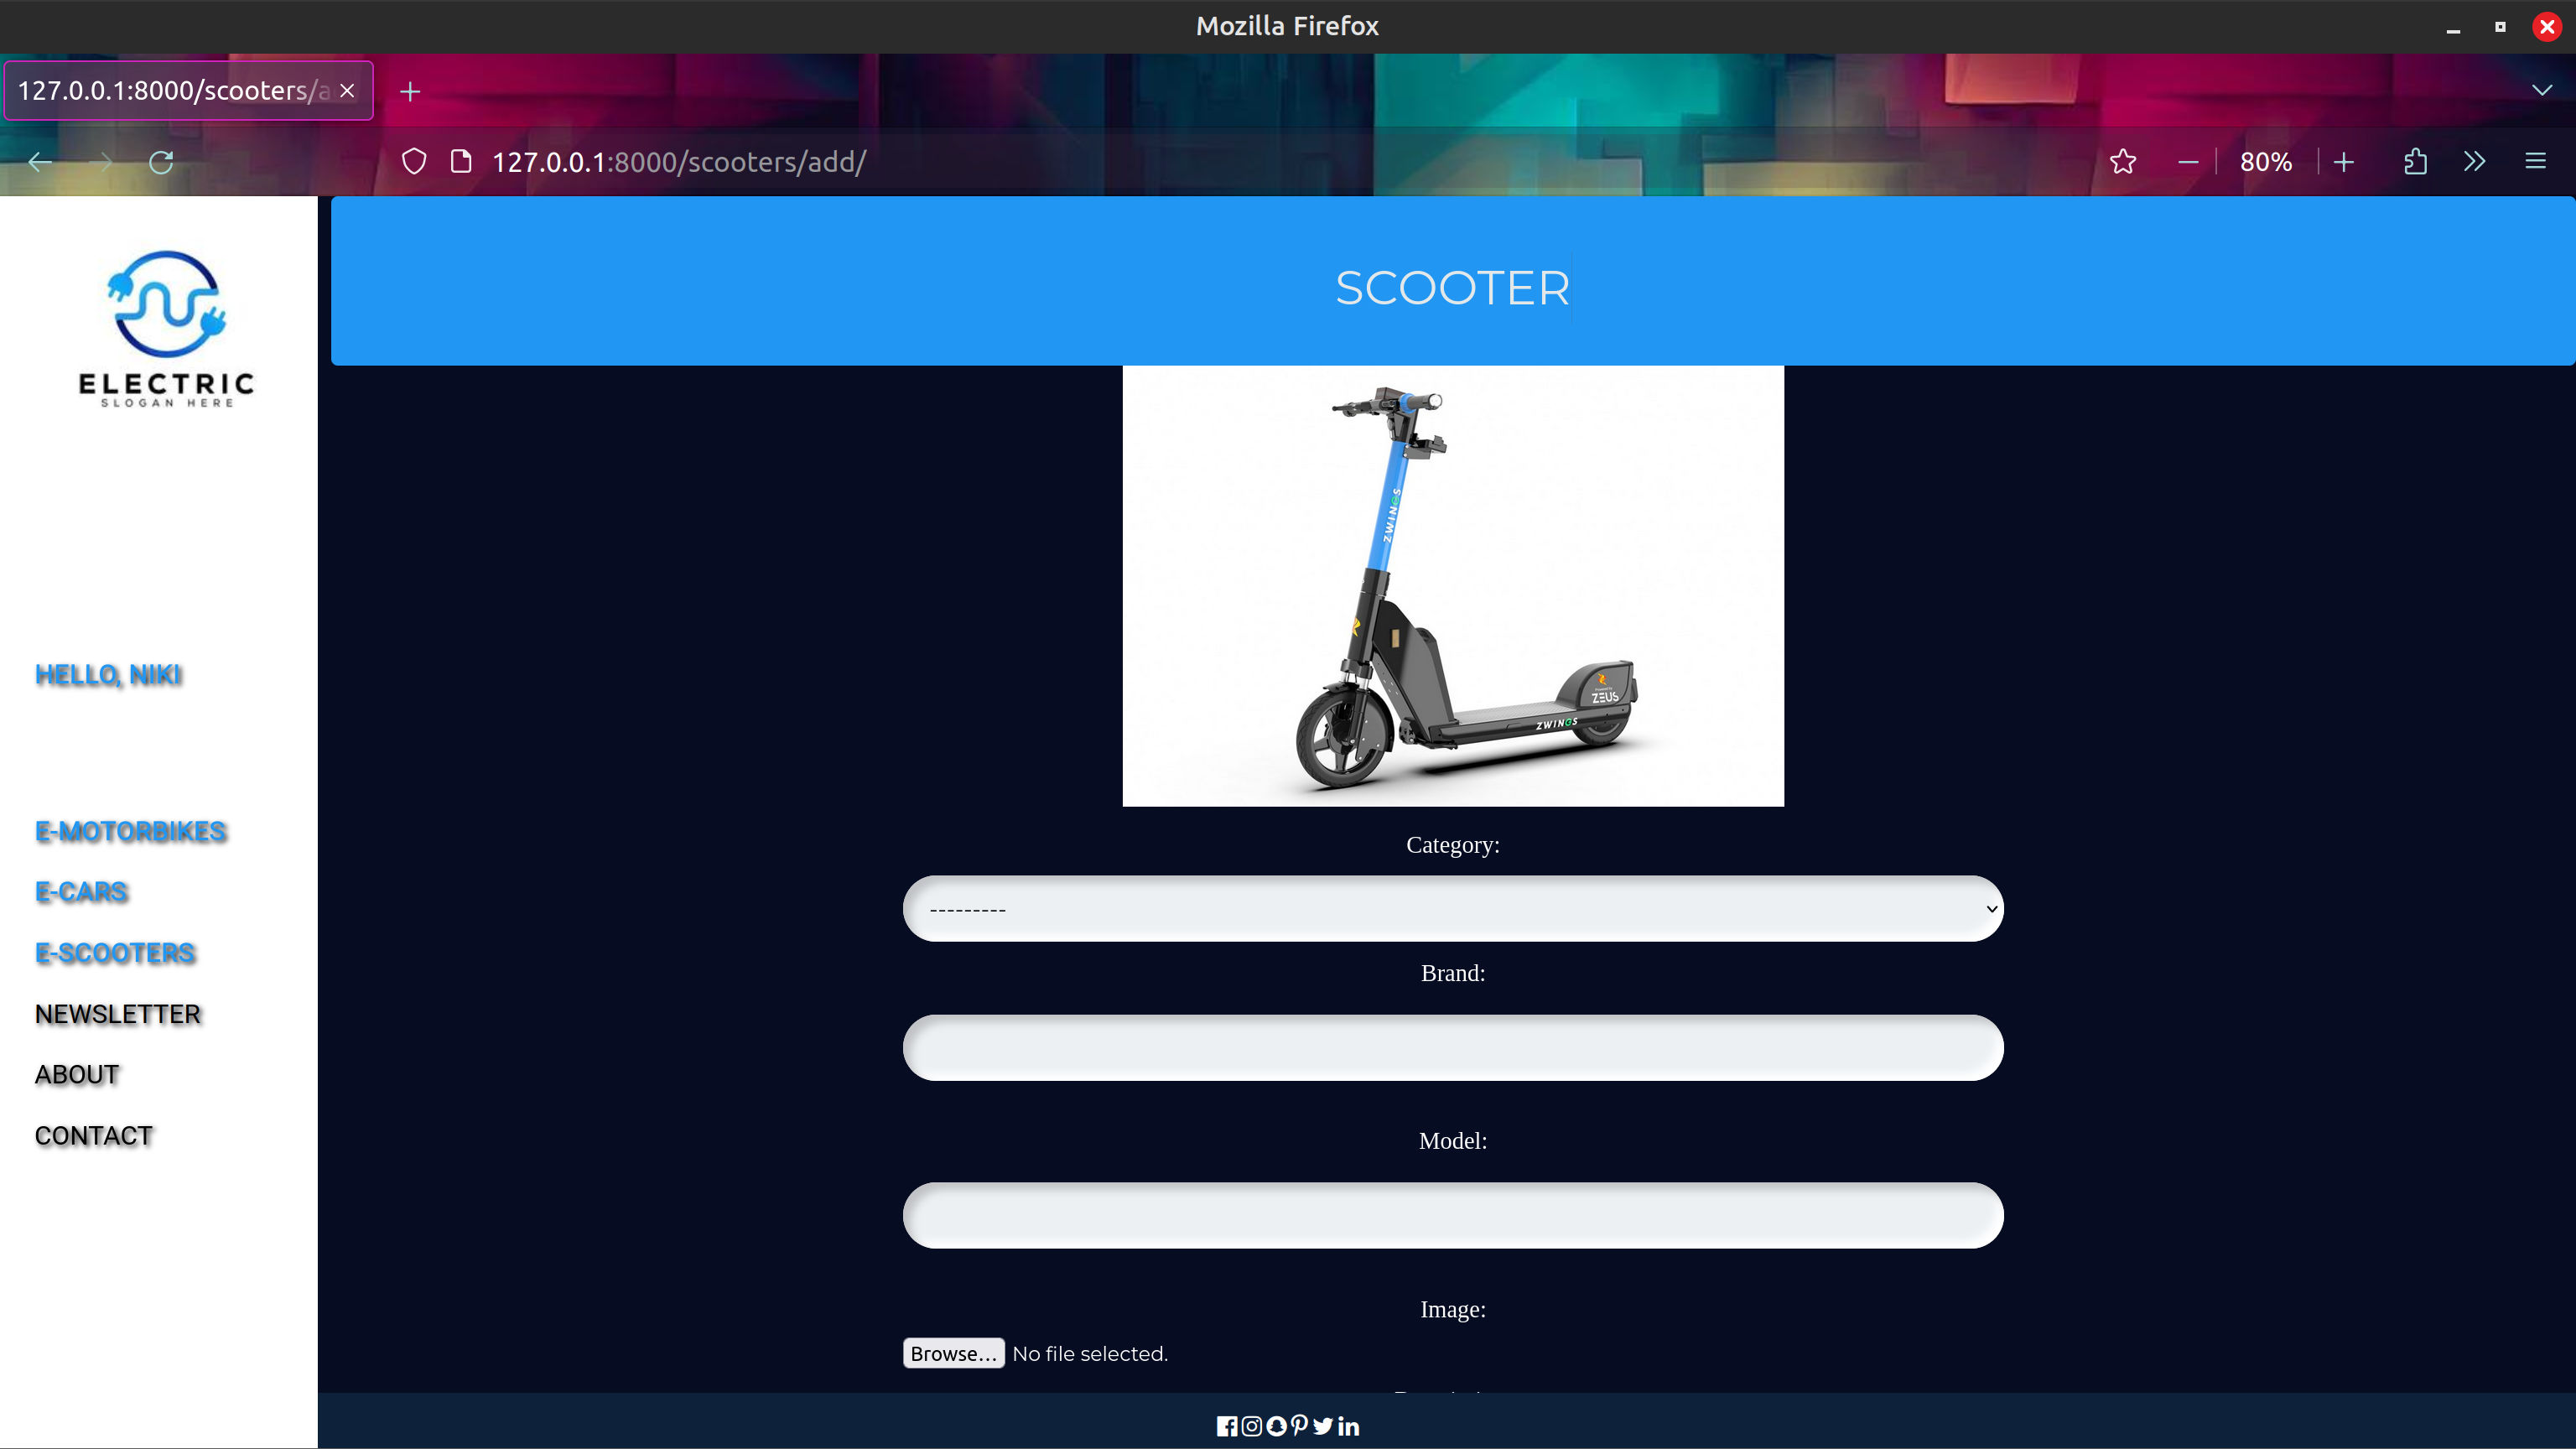 Mozilla Firefox
127.0.0.1:8000/scooters/a
127.0.0.1:8000/scooters/add/
80%
ELECTRIC
SLOGAN HERE
HELLO, NIKI
E-MOTORBIKES
E-CARS
E-SCOOTERS
NEWSLETTER
ABOUT
CONTACT
SCOOTER
ZWINGS
ZEUS
ZWINGS
Category:
---------
Brand:
Model:
Image:
Browse... No file selected.